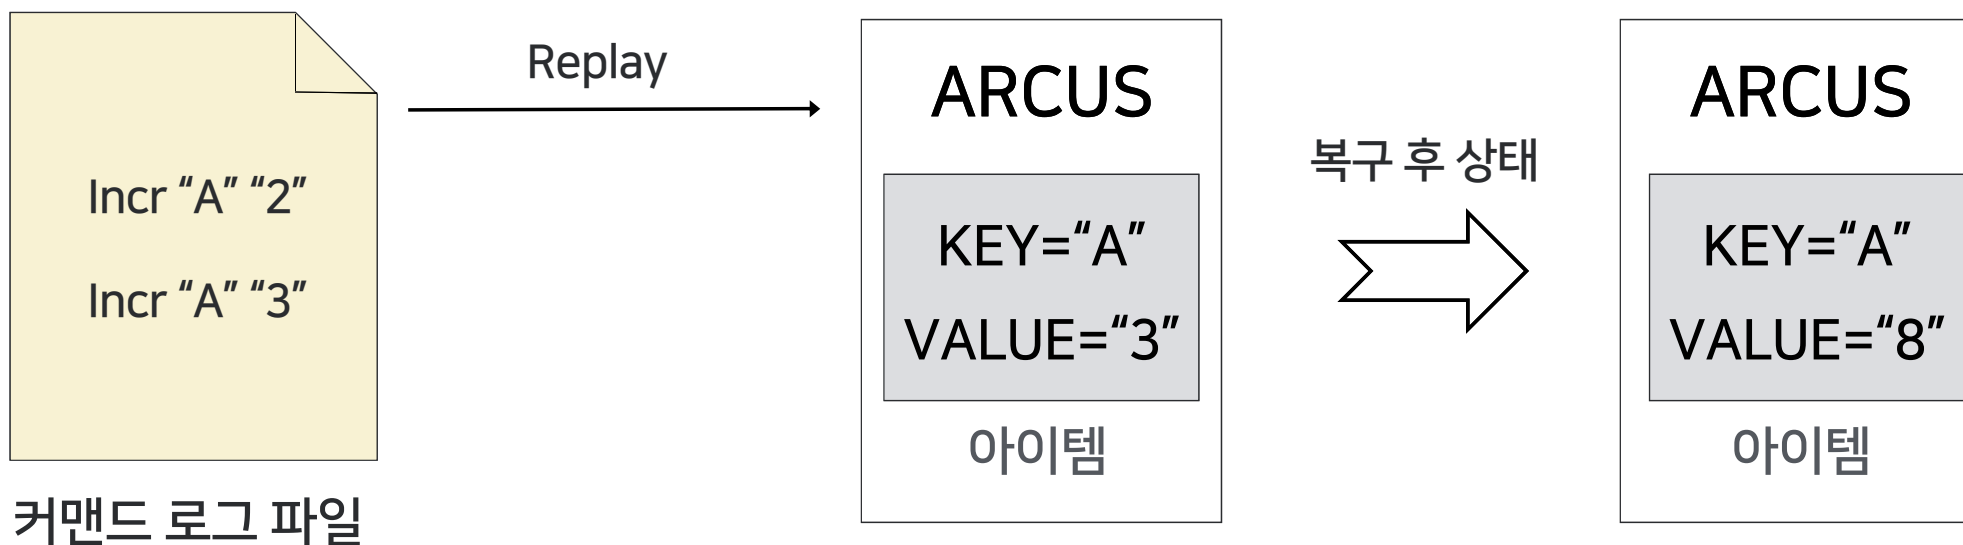 Incr “A” “2”
Incr “A” “3”
커맨드 로그 파일
Replay
ARCUS
KEY=“A”
VALUE=“3”
아이템
복구 후 상태
ARCUS
KEY=“A”
VALUE=“8”
아이템